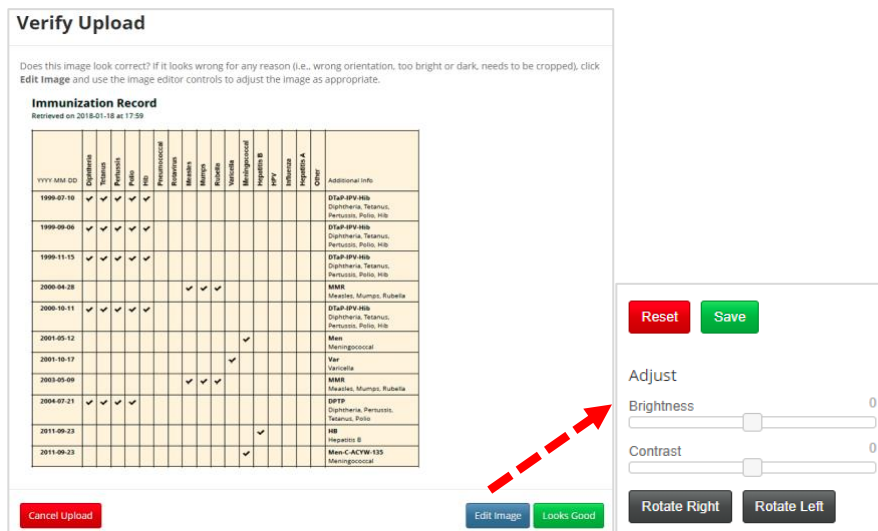 Verify Upload
Does this image look correct? If it looks wrong for any reason (i.e., wrong orientation, too bright or dark, needs to be cropped), click
Edit Image and use the image editor controls to adjust the image as appropriate.
Immunization Record
Retrieved on 2018-01-18 at 17:59
YYYY-MM-DD Diphtheria Tetanus Pertussis Polio Hib Pneumococcal Rotavirus Measles Mumps Rubella Varicella Meningococcal Hepatitis B HPV Influenza Hepatitis A Other Additional Info
1999-07-10 ✔ ✔ ✔ ✔ ✔ DTaP-IPV-Hib
Diphtheria, Tetanus,
Pertussis, Polio, Hib
1999-09-06 ✔ ✔ ✔ ✔ ✔ DTaP-IPV-Hib
Diphtheria, Tetanus,
Pertussis, Polio, Hib
1999-11-15 ✔ ✔ ✔ ✔ ✔ DTaP-IPV-Hib
Diphtheria, Tetanus,
Pertussis, Polio, Hib
2000-04-28 ✔ ✔ ✔ MMR
Measles, Mumps, Rubella
2000-10-11 ✔ ✔ ✔ ✔ ✔ DTaP-IPV-Hib
Diphtheria, Tetanus,
Pertussis, Polio, Hib
2001-05-12 ✔ Men
Meningococcal
2001-10-17 ✔ Var
Varicella
2003-05-09 ✔ ✔ ✔ MMR
Measles, Mumps, Rubella
2004-07-21 ✔ ✔ ✔ ✔ DPTP
Diphtheria, Pertussis,
Tetanus, Polio
2011-09-23 ✔ HB
Hepatitis B
2011-09-23 ✔ Men-C-ACYW-135
Meningococcal
Cancel Upload Edit Image Looks Good
Reset Save
Adjust
Brightness 0
Contrast 0
Rotate Right Rotate Left